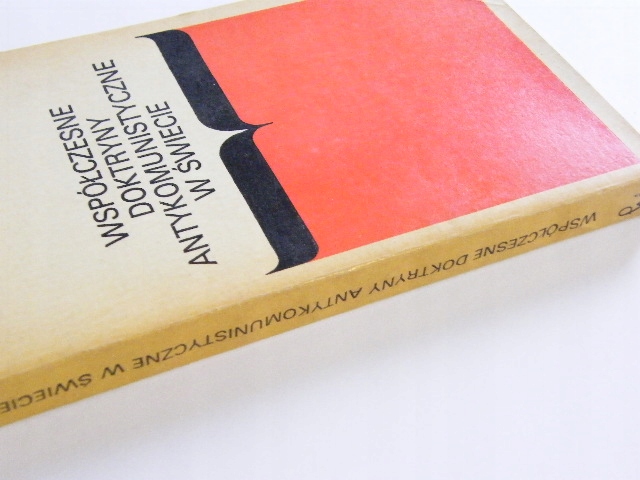 WSPÓŁCZESNE
DOKTRYNY
ANTYKOMUNISTYCZNE
W ŚWIECIE
WSPÓŁCZESNE DOKTRYNY ANTYKOMUNISTYCZNE W ŚWIECIE